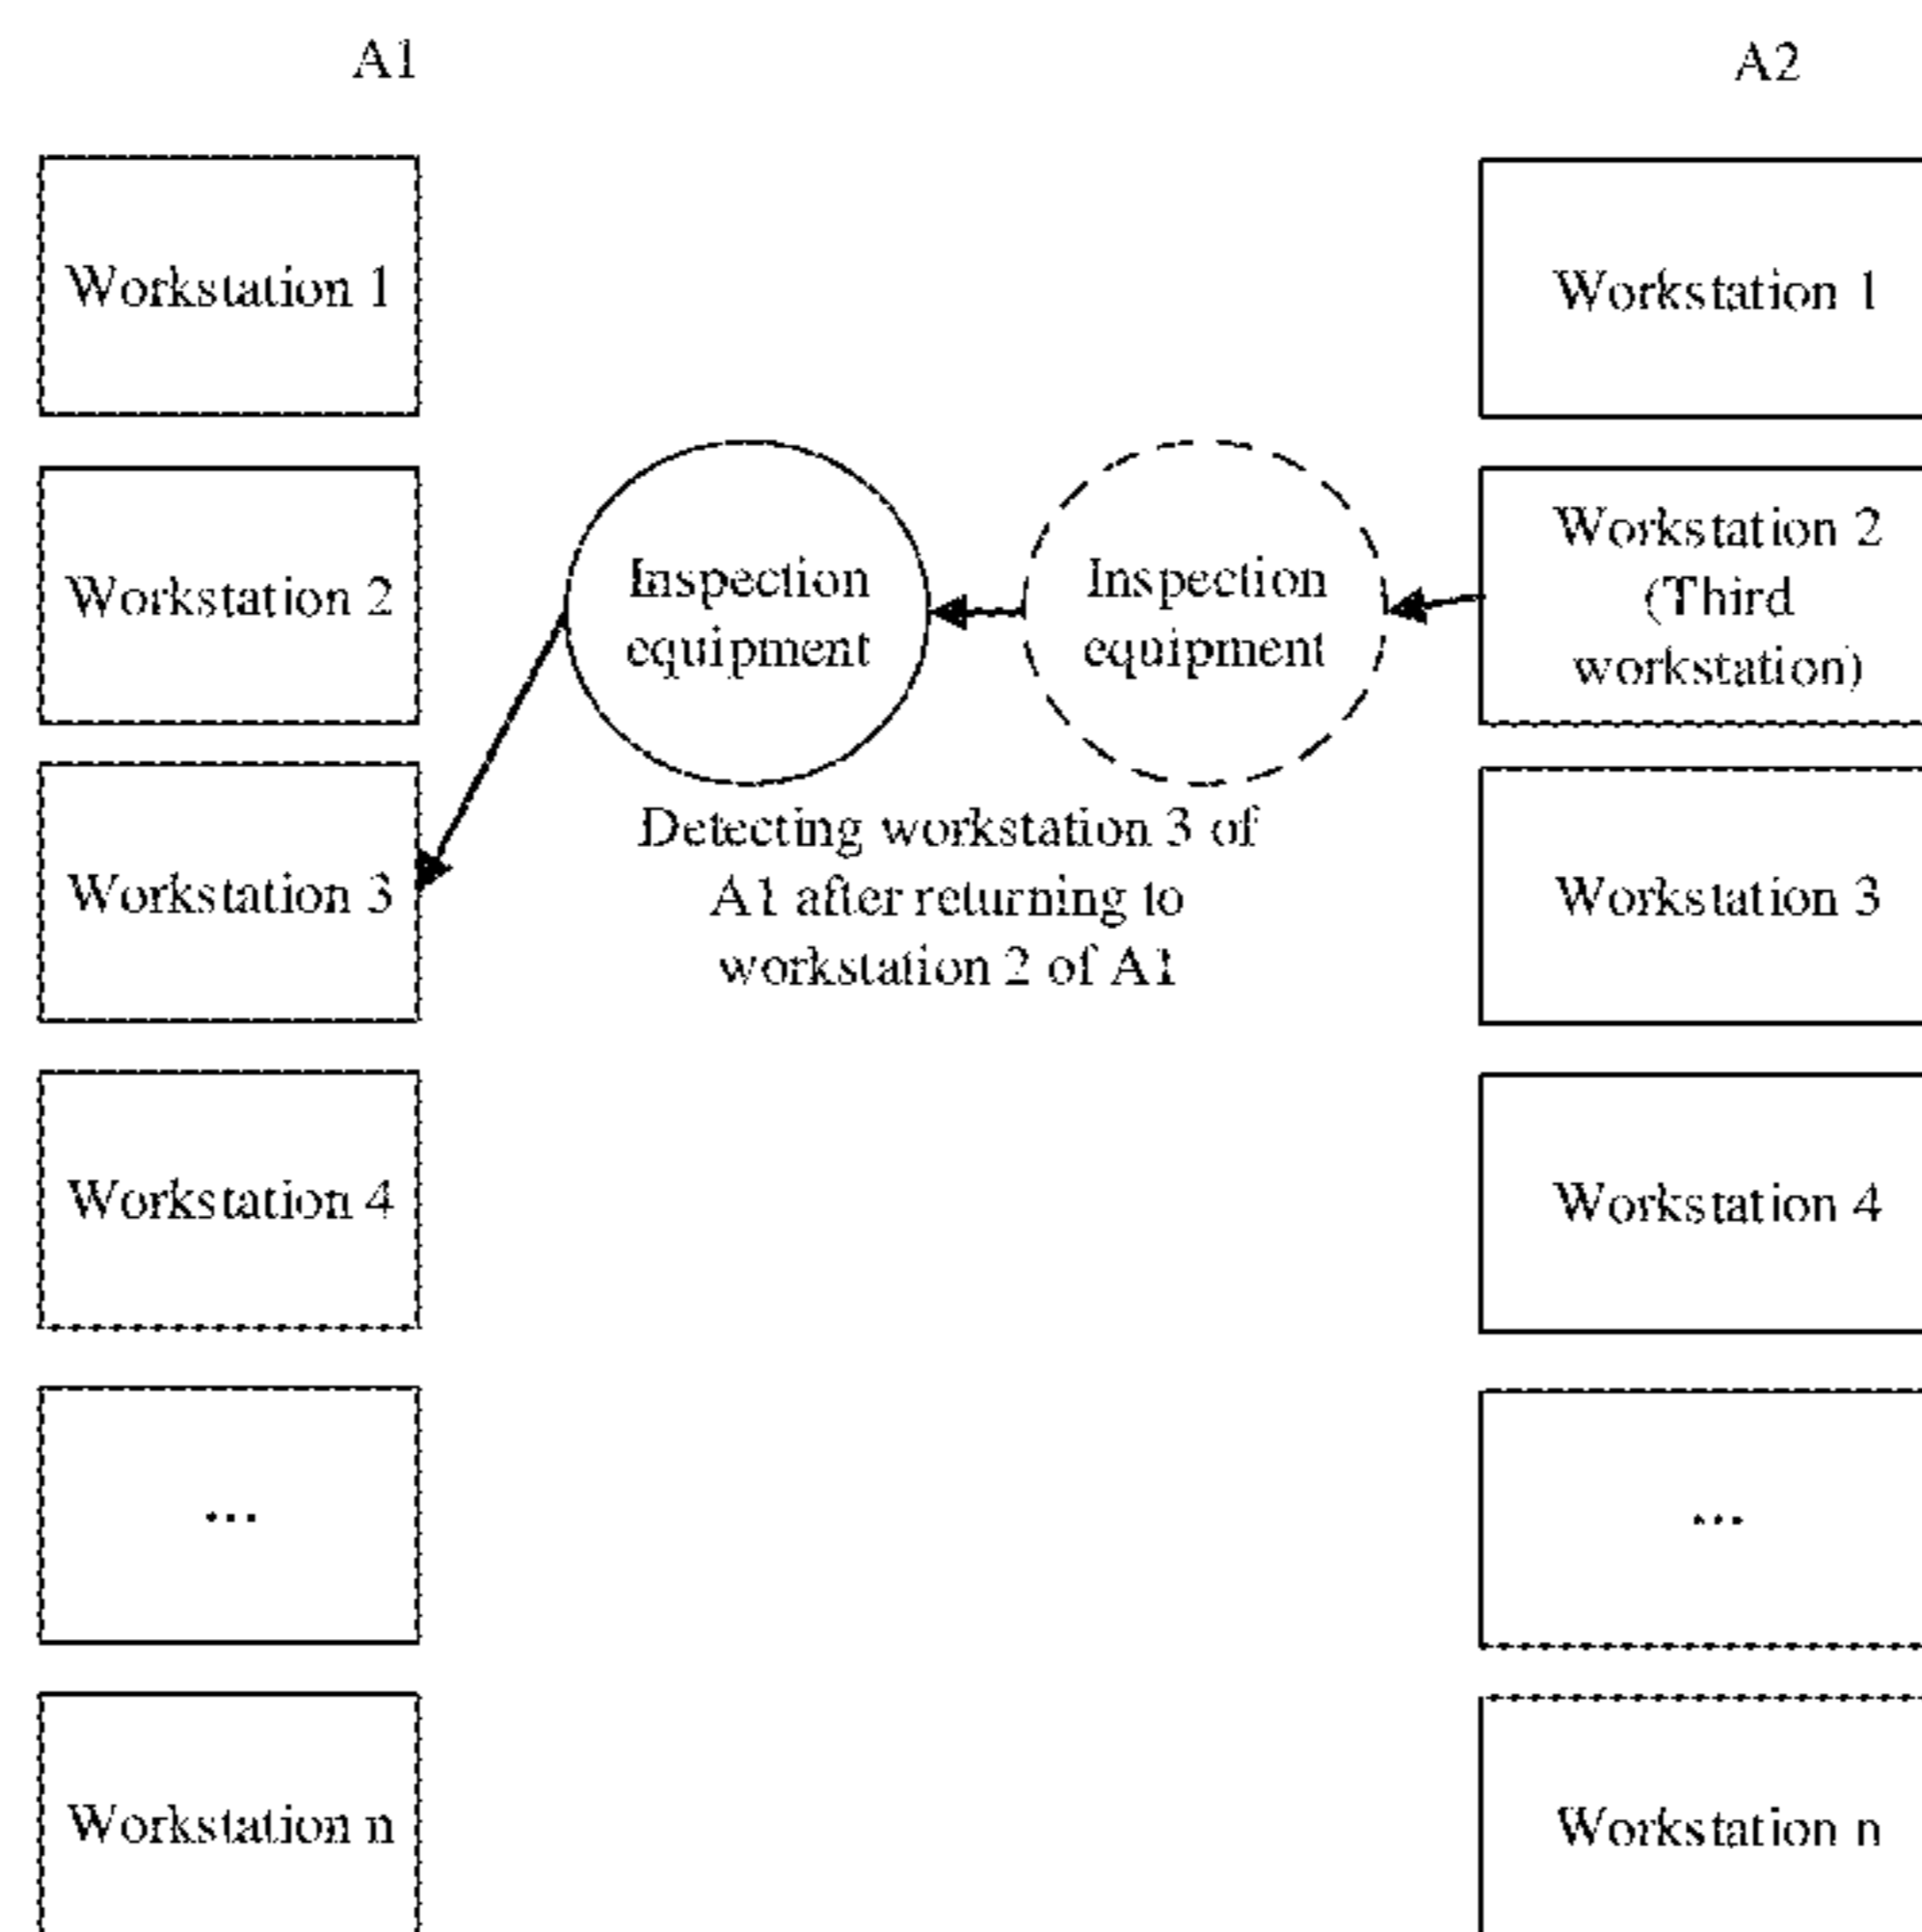 A1
A2
Workstation 1
Workstation 1
Workstation 2
Inspection
equipment
Inspection
equipment
Workstation 2
(Third
workstation)
Detecting workstation 3 of
A1 after returning to
workstation 2 of A1
Workstation 3
Workstation 3
Workstation 4
Workstation 4
...
...
Workstation n
Workstation n